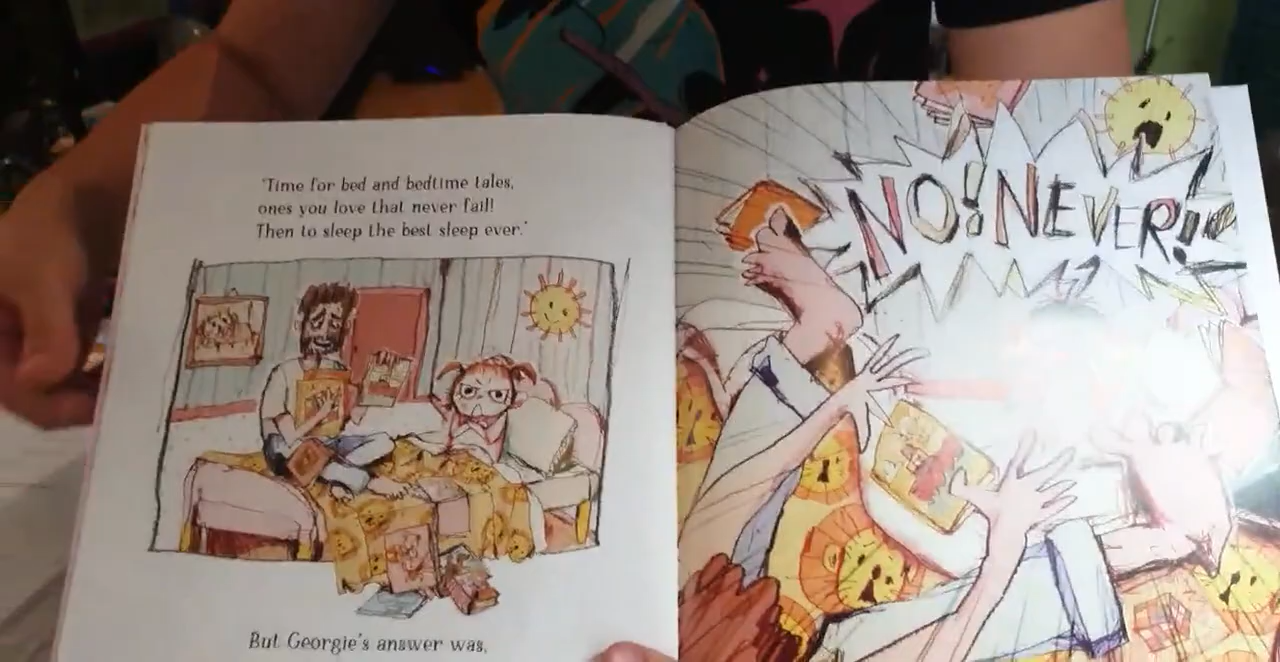 'Time for bed and bedtime tales,
ones you love that never fail!
Then to sleep the best sleep ever.'
But Georgie's answer was,
NO! NEVER!